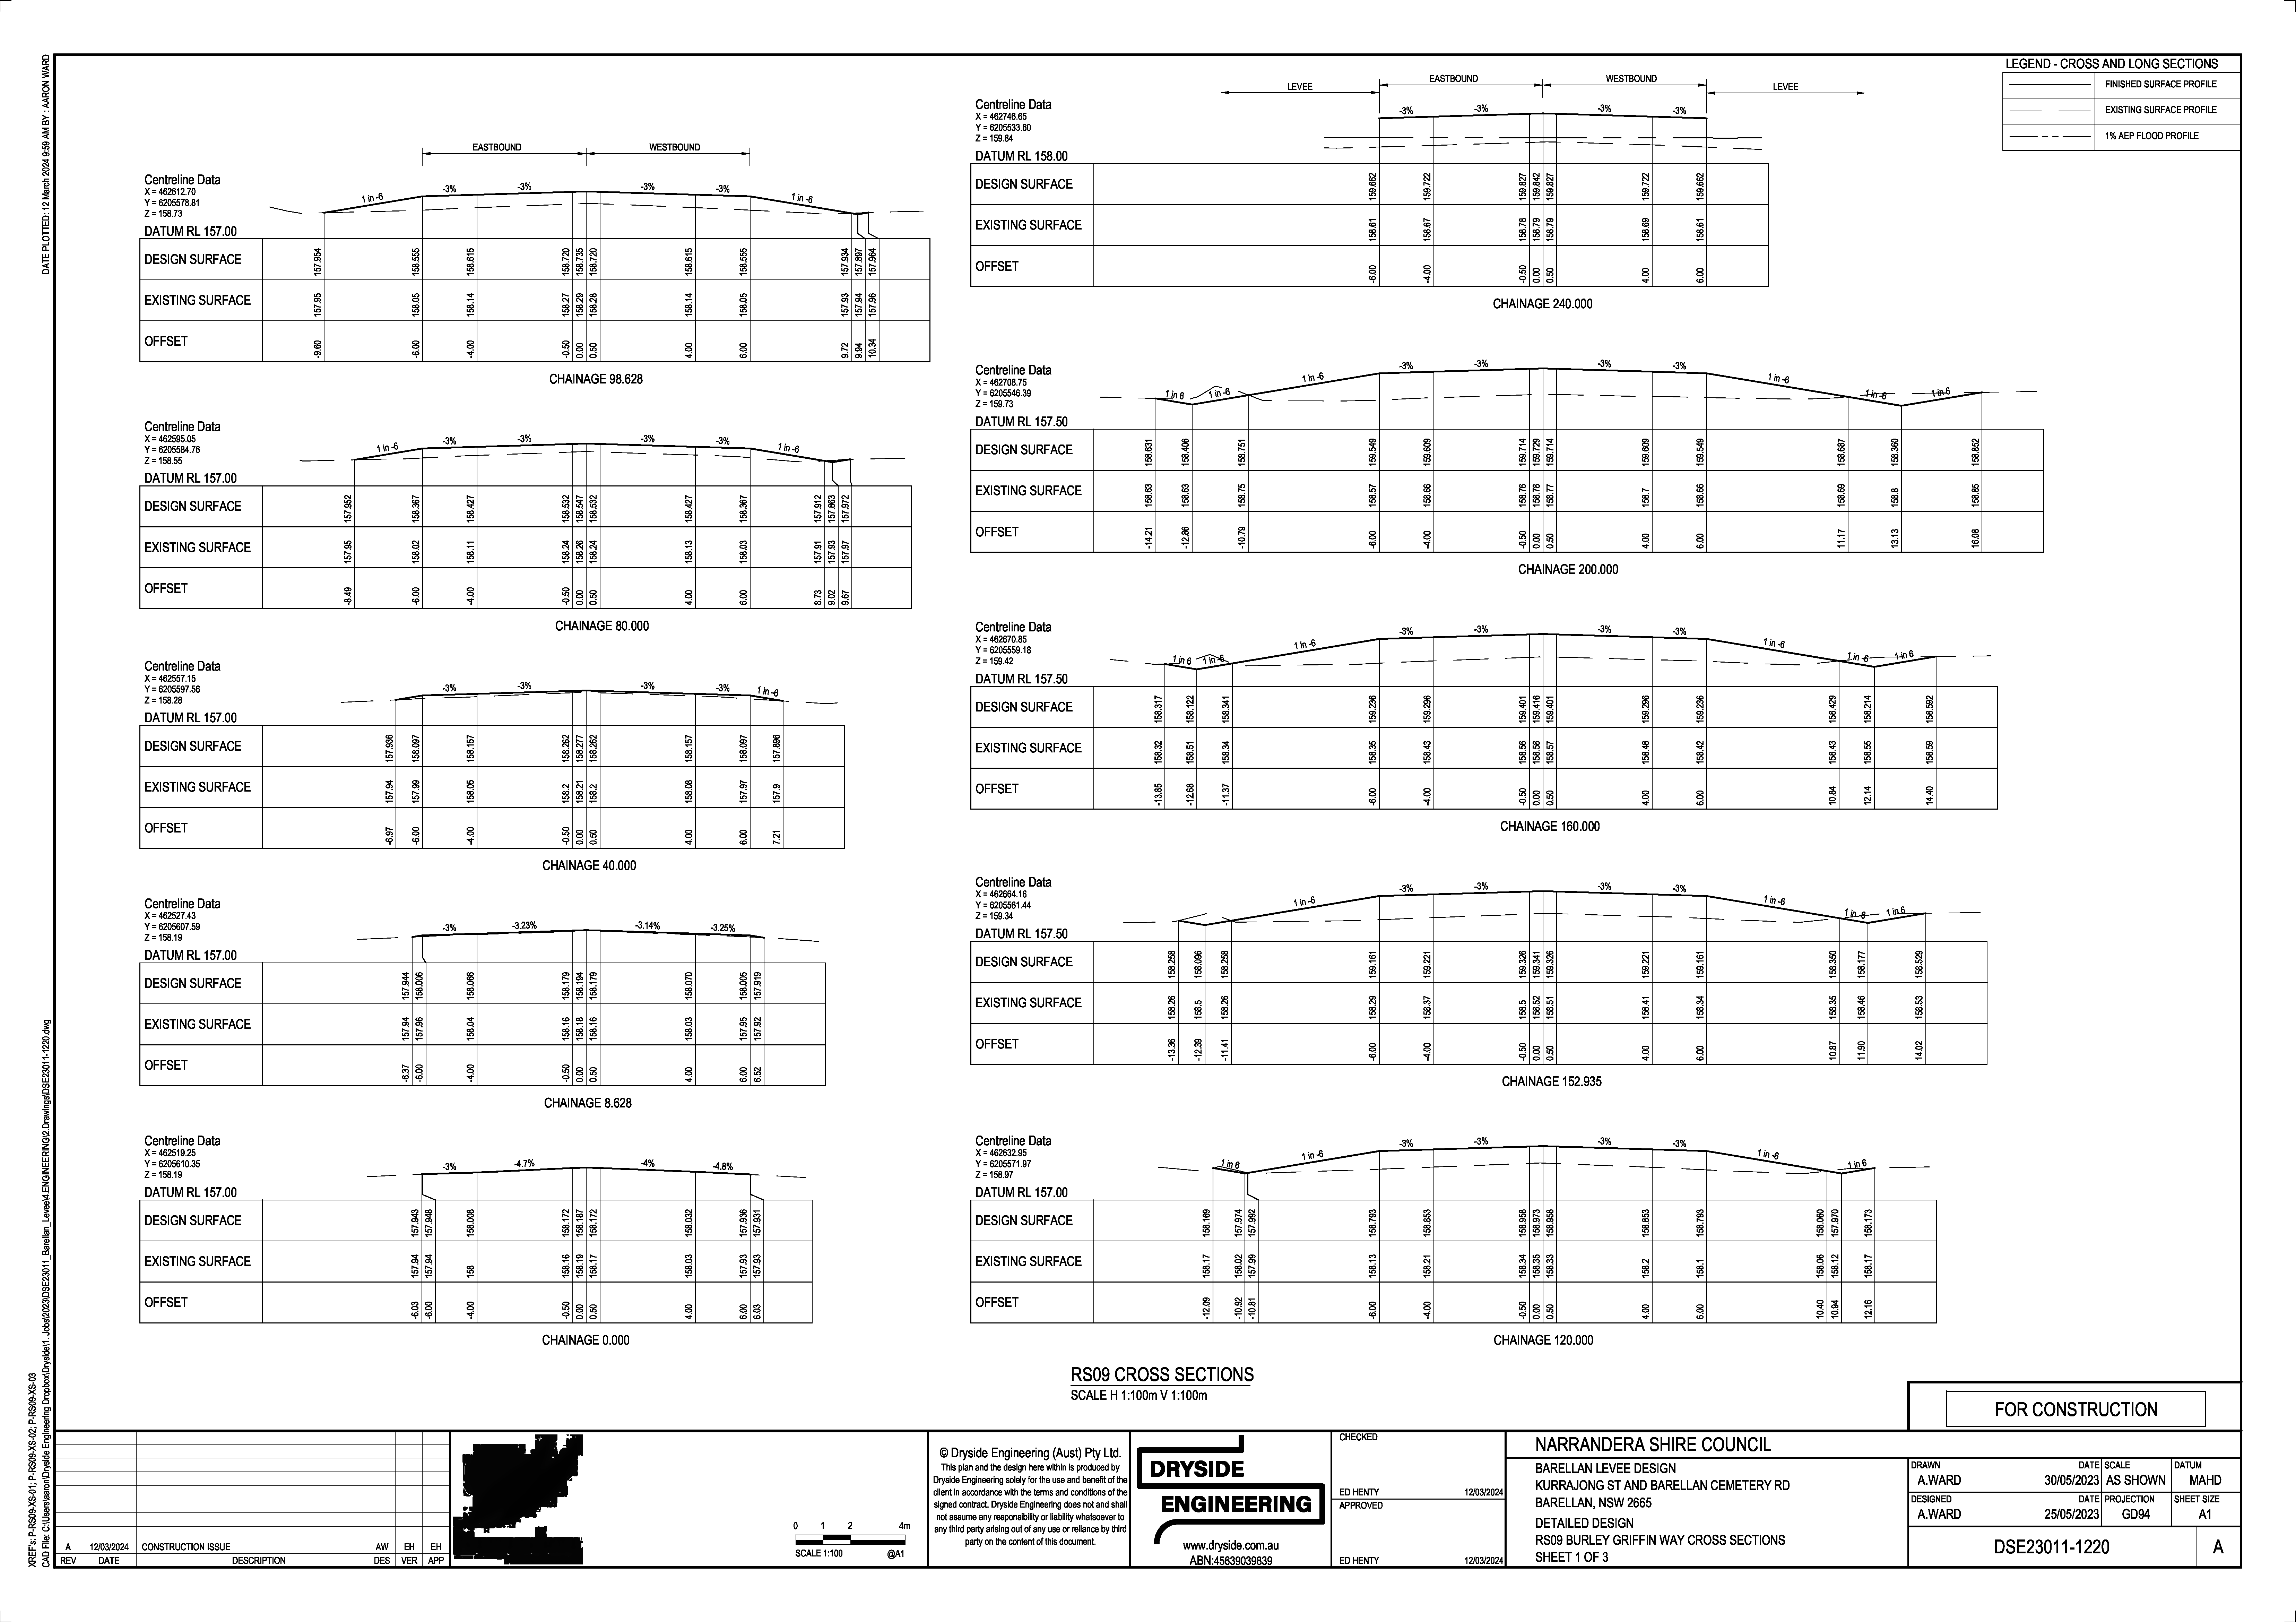 LEGEND - CROSS AND LONG SECTIONS
FINISHED SURFACE PROFILE
EXISTING SURFACE PROFILE
1% AEP FLOOD PROFILE
EASTBOUND WESTBOUND
Centreline Data
X = 462612.70
Y = 6205578.81
Z = 158.73
1 in -6 -3% -3% -3% -3% 1 in -6
DATUM RL 157.00
DESIGN SURFACE 157.954 158.555 158.615 158.720 158.735 158.720 158.615 158.555 157.934 157.897 157.964
EXISTING SURFACE 157.95 158.05 158.14 158.27 158.29 158.28 158.14 158.05 157.93 157.94 157.96
OFFSET -9.60 -6.00 -4.00 -0.50 0.00 0.50 4.00 6.00 9.72 9.94 10.34
CHAINAGE 98.628
Centreline Data
X = 462595.05
Y = 6205584.76
Z = 158.55
1 in -6 -3% -3% -3% -3% 1 in -6
DATUM RL 157.00
DESIGN SURFACE 157.952 158.367 158.427 158.532 158.547 158.532 158.427 158.367 157.912 157.863 157.972
EXISTING SURFACE 157.95 158.02 158.11 158.24 158.26 158.24 158.13 158.03 157.91 157.93 157.97
OFFSET -8.49 -6.00 -4.00 -0.50 0.00 0.50 4.00 6.00 8.73 9.02 9.67
CHAINAGE 80.000
Centreline Data
X = 462557.15
Y = 6205597.56
Z = 158.28
-3% -3% -3% -3% 1 in -6
DATUM RL 157.00
DESIGN SURFACE 157.936 158.097 158.157 158.262 158.277 158.262 158.157 158.097 157.896
EXISTING SURFACE 157.94 157.99 158.05 158.2 158.21 158.2 158.08 157.97 157.9
OFFSET -6.97 -6.00 -4.00 -0.50 0.00 0.50 4.00 6.00 7.21
CHAINAGE 40.000
Centreline Data
X = 462527.43
Y = 6205607.59
Z = 158.19
-3% -3.23% -3.14% -3.25%
DATUM RL 157.00
DESIGN SURFACE 157.944 158.006 158.066 158.179 158.194 158.179 158.070 158.005 157.919
EXISTING SURFACE 157.94 157.96 158.04 158.16 158.18 158.16 158.03 157.95 157.92
OFFSET -6.37 -6.00 -4.00 -0.50 0.00 0.50 4.00 6.00 6.52
CHAINAGE 8.628
Centreline Data
X = 462519.25
Y = 6205610.35
Z = 158.19
-3% -4.7% -4% -4.8%
DATUM RL 157.00
DESIGN SURFACE 157.943 157.948 158.008 158.172 158.187 158.172 158.032 157.936 157.931
EXISTING SURFACE 157.94 157.94 158 158.16 158.19 158.17 158.03 157.93 157.93
OFFSET -6.03 -6.00 -4.00 -0.50 0.00 0.50 4.00 6.00 6.03
CHAINAGE 0.000
LEVEE EASTBOUND WESTBOUND LEVEE
Centreline Data
X = 462746.65
Y = 6205533.60
Z = 159.84
-3% -3% -3% -3%
DATUM RL 158.00
DESIGN SURFACE 159.662 159.722 159.827 159.842 159.827 159.722 159.662
EXISTING SURFACE 158.61 158.67 158.78 158.79 158.79 158.69 158.61
OFFSET -6.00 -4.00 -0.50 0.00 0.50 4.00 6.00
CHAINAGE 240.000
Centreline Data
X = 462708.75
Y = 6205546.39
Z = 159.73
1 in 6 1 in -6 1 in -6 -3% -3% -3% -3% 1 in -6 1 in -6 1 in 6
DATUM RL 157.50
DESIGN SURFACE 158.631 158.406 158.751 159.549 159.609 159.714 159.729 159.714 159.609 159.549 158.687 158.360 158.852
EXISTING SURFACE 158.63 158.63 158.75 158.57 158.66 158.76 158.78 158.77 158.7 158.66 158.69 158.8 158.85
OFFSET -14.21 -12.86 -10.79 -6.00 -4.00 -0.50 0.00 0.50 4.00 6.00 11.17 13.13 16.08
CHAINAGE 200.000
Centreline Data
X = 462670.85
Y = 6205559.18
Z = 159.42
1 in 6 1 in -6 1 in -6 -3% -3% -3% -3% 1 in -6 1 in -6 1 in 6
DATUM RL 157.50
DESIGN SURFACE 158.317 158.122 158.341 159.236 159.296 159.401 159.416 159.401 159.296 159.236 158.429 158.214 158.592
EXISTING SURFACE 158.32 158.51 158.34 158.35 158.43 158.56 158.58 158.57 158.48 158.42 158.43 158.55 158.59
OFFSET -13.85 -12.68 -11.37 -6.00 -4.00 -0.50 0.00 0.50 4.00 6.00 10.84 12.14 14.40
CHAINAGE 160.000
Centreline Data
X = 462664.16
Y = 6205561.44
Z = 159.34
1 in -6 -3% -3% -3% -3% 1 in -6 1 in -6 1 in 6
DATUM RL 157.50
DESIGN SURFACE 158.258 158.096 158.258 159.161 159.221 159.326 159.341 159.326 159.221 159.161 158.350 158.177 158.529
EXISTING SURFACE 158.26 158.5 158.26 158.29 158.37 158.5 158.52 158.51 158.41 158.34 158.35 158.46 158.53
OFFSET -13.36 -12.39 -11.41 -6.00 -4.00 -0.50 0.00 0.50 4.00 6.00 10.87 11.90 14.02
CHAINAGE 152.935
Centreline Data
X = 462632.95
Y = 6205571.97
Z = 158.97
1 in 6 1 in -6 -3% -3% -3% -3% 1 in -6 1 in 6
DATUM RL 157.00
DESIGN SURFACE 158.169 157.974 157.992 158.793 158.853 158.958 158.973 158.958 158.853 158.793 158.060 157.970 158.173
EXISTING SURFACE 158.17 158.02 157.99 158.13 158.21 158.34 158.35 158.33 158.2 158.1 158.06 158.12 158.17
OFFSET -12.09 -10.92 -10.81 -6.00 -4.00 -0.50 0.00 0.50 4.00 6.00 10.40 10.94 12.16
CHAINAGE 120.000
RS09 CROSS SECTIONS
SCALE H 1:100m V 1:100m
FOR CONSTRUCTION
DATE PLOTTED: 12 March 2024 9:59 AM BY : AARON WARD
XREF's: P-RS09-XS-01; P-RS09-XS-02; P-RS09-XS-03
CAD File: C:\Users\aaron\Dryside Engineering Dropbox\Dryside\1. Jobs\2023\DSE23011_Barellan_Levee\4.ENGINEERING\2.Drawings\DSE23011-1220.dwg
A 12/03/2024 CONSTRUCTION ISSUE AW EH EH
REV DATE DESCRIPTION DES VER APP
0 1 2 4m
SCALE 1:100 @A1
© Dryside Engineering (Aust) Pty Ltd.
This plan and the design here within is produced by
Dryside Engineering solely for the use and benefit of the
client in accordance with the terms and conditions of the
signed contract. Dryside Engineering does not and shall
not assume any responsibility or liability whatsoever to
any third party arising out of any use or reliance by third
party on the content of this document.
DRYSIDE
ENGINEERING
www.dryside.com.au
ABN:45639039839
CHECKED
ED HENTY 12/03/2024
APPROVED
ED HENTY 12/03/2024
NARRANDERA SHIRE COUNCIL
BARELLAN LEVEE DESIGN
KURRAJONG ST AND BARELLAN CEMETERY RD
BARELLAN, NSW 2665
DETAILED DESIGN
RS09 BURLEY GRIFFIN WAY CROSS SECTIONS
SHEET 1 OF 3
DRAWN DATE SCALE DATUM
A.WARD 30/05/2023 AS SHOWN MAHD
DESIGNED DATE PROJECTION SHEET SIZE
A.WARD 25/05/2023 GD94 A1
DSE23011-1220 A